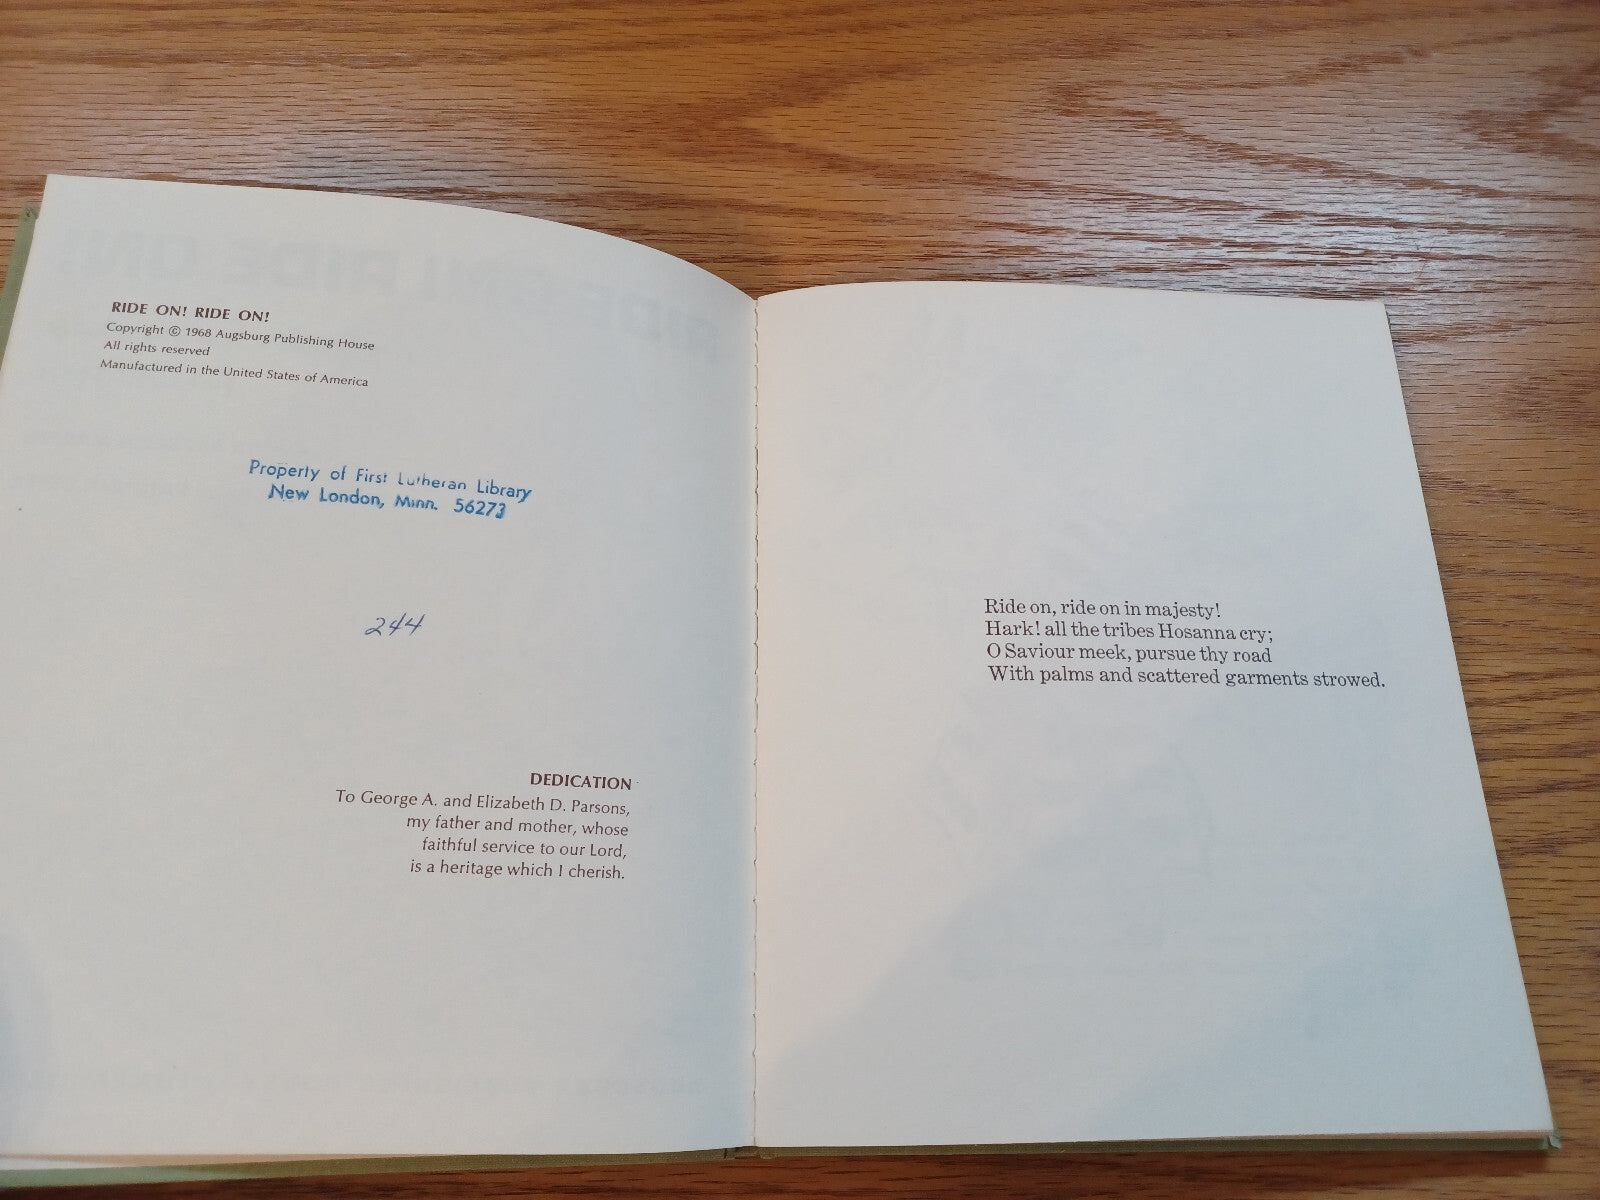 RIDE ON! RIDE ON!
Copyright © 1968 Augsburg Publishing House
All rights reserved
Manufactured in the United States of America
Property of First Lutheran Library
New London, Minn. 56273
244
DEDICATION
To George A. and Elizabeth D. Parsons,
my father and mother, whose
faithful service to our Lord,
is a heritage which I cherish.
Ride on, ride on in majesty!
Hark! all the tribes Hosanna cry;
O Saviour meek, pursue thy road
With palms and scattered garments strowed.